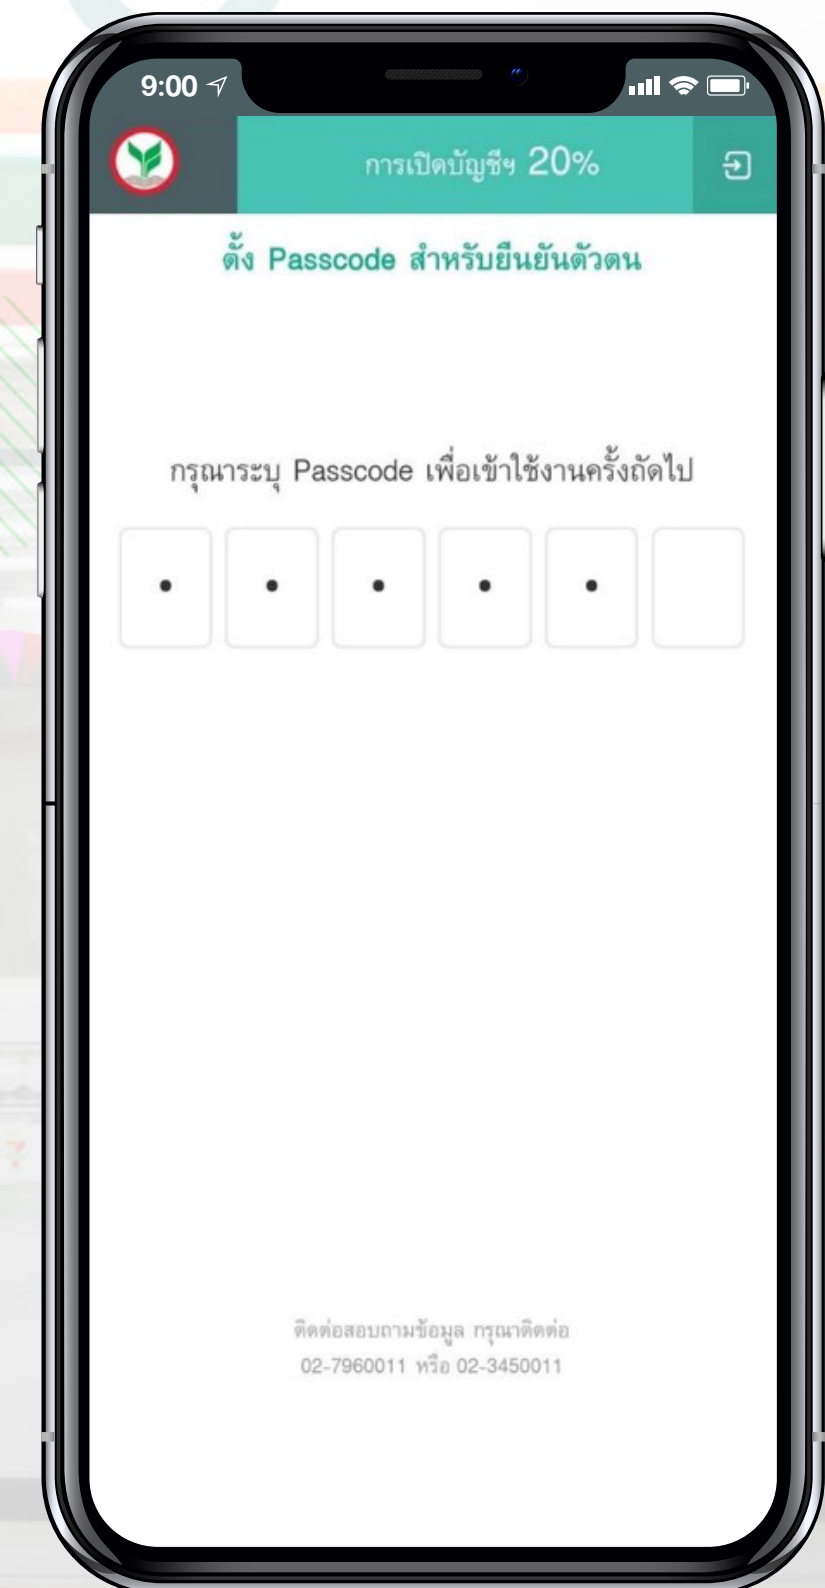 9:00
การเปิดบัญชีฯ 20%
ตั้ง Passcode สำหรับยืนยันตัวตน
กรุณาระบุ Passcode เพื่อเข้าใช้งานครั้งถัดไป
ติดต่อสอบถามข้อมูล กรุณาติดต่อ
02-7960011 หรือ 02-3450011